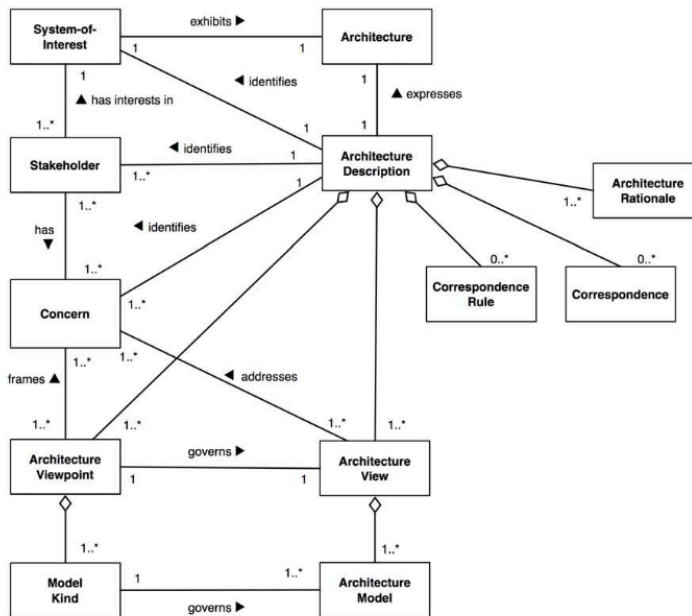 System-of-
Interest
exhibits ▶
Architecture
1
1
1
1
◀ identifies
▲ has interests in
▲ expresses
1..*
1
1
Stakeholder
◀ identifies
1
1..*
Architecture
Description
Architecture
Rationale
1..*
1..*
1
has
▼
◀ identifies
1..*
0..*
0..*
Concern
1..*
Correspondence
Rule
Correspondence
1..*
1..*
frames ▲
◀ addresses
1..*
1..*
1..*
1..*
Architecture
Viewpoint
governs ▶
1
1
Architecture
View
1..*
1..*
Model
Kind
1
1..*
governs ▶
Architecture
Model